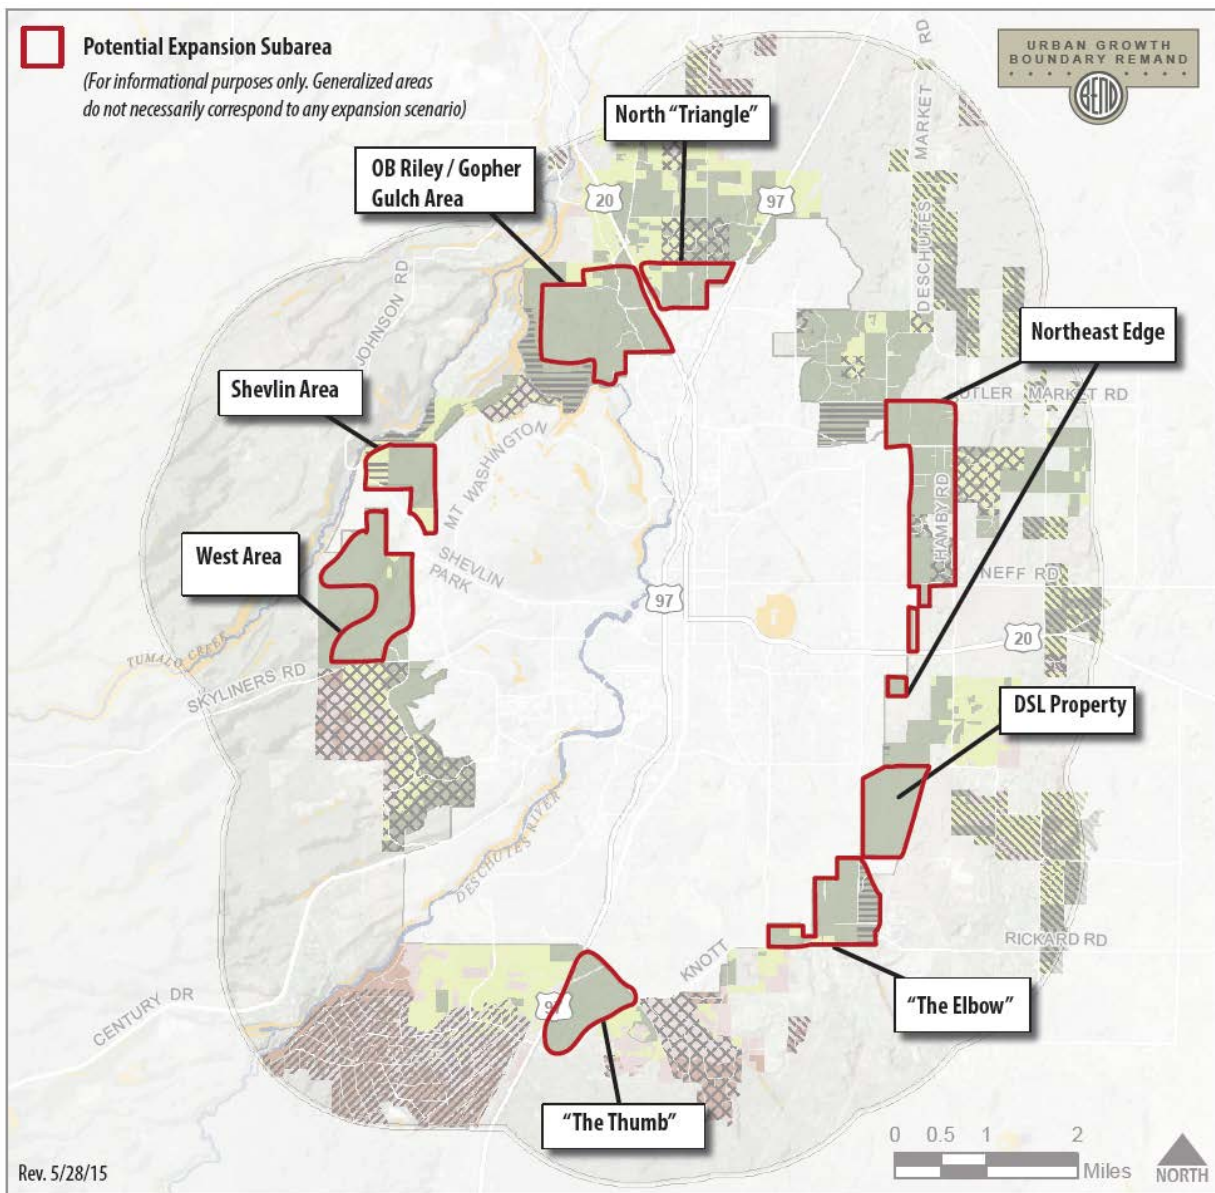 Potential Expansion Subarea
(For informational purposes only. Generalized areas
do not necessarily correspond to any expansion scenario)
URBAN GROWTH
BOUNDARY REMAND
BEND
North “Triangle”
OB Riley / Gopher
Gulch Area
20
97
DESCHUTES MARKET RD
JOHNSON RD
Northeast Edge
Shevlin Area
UTLER MARKET RD
MT WASHINGTON
HAMBY RD
West Area
SHEVLIN
PARK
NEFF RD
97
20
TUMALO CREEK
SKYLINERS RD
DSL Property
DESCHUTES RIVER
RICKARD RD
KNOTT
CENTURY DR
97
“The Elbow”
“The Thumb”
0 0.5 1 2
Miles
NORTH
Rev. 5/28/15